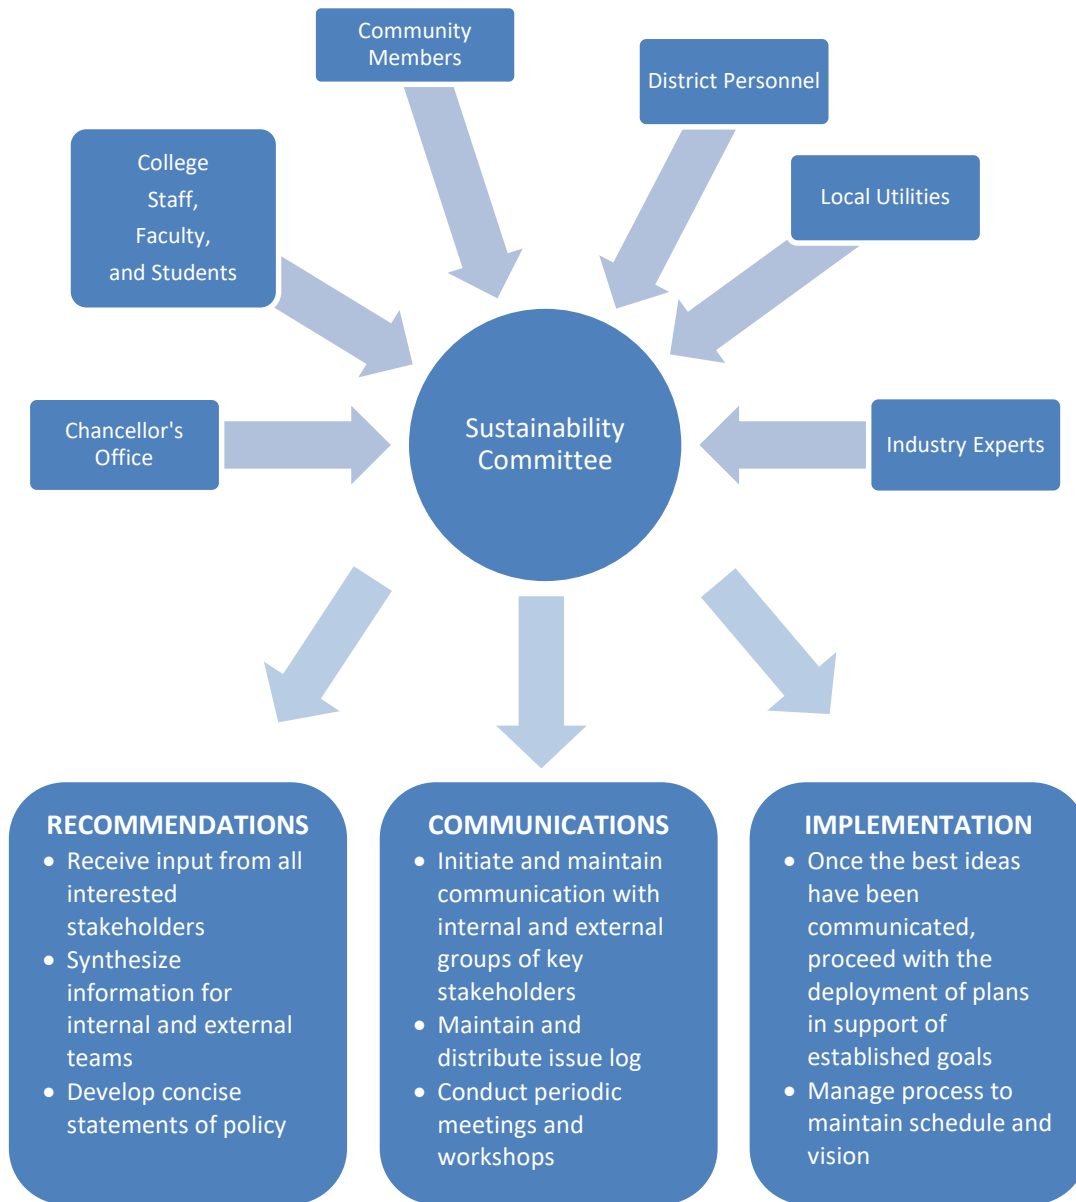 Community
Members
District Personnel
College
Staff,
Faculty,
and Students
Local Utilities
Chancellor's
Office
Sustainability
Committee
Industry Experts
RECOMMENDATIONS
• Receive input from all
interested
stakeholders
• Synthesize
information for
internal and external
teams
• Develop concise
statements of policy
COMMUNICATIONS
• Initiate and maintain
communication with
internal and external
groups of key
stakeholders
• Maintain and
distribute issue log
• Conduct periodic
meetings and
workshops
IMPLEMENTATION
• Once the best ideas
have been
communicated,
proceed with the
deployment of plans
in support of
established goals
• Manage process to
maintain schedule and
vision